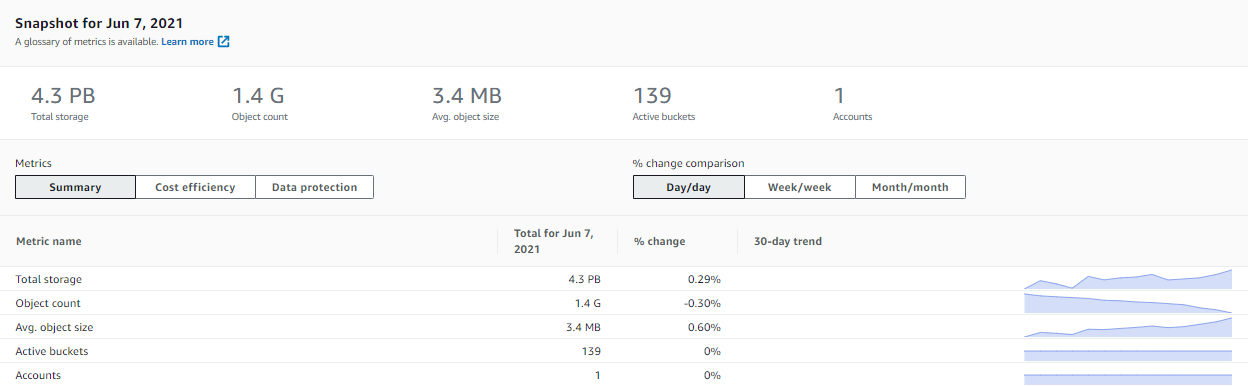 Snapshot for Jun 7, 2021
A glossary of metrics is available. Learn more
4.3 PB 1.4 G 3.4 MB 139 1
Total storage Object count Avg. object size Active buckets Accounts
Metrics % change comparison
Summary Cost efficiency Data protection Day/day Week/week Month/month
Metric name Total for Jun 7, 2021 % change 30-day trend
Total storage 4.3 PB 0.29%
Object count 1.4 G -0.30%
Avg. object size 3.4 MB 0.60%
Active buckets 139 0%
Accounts 1 0%